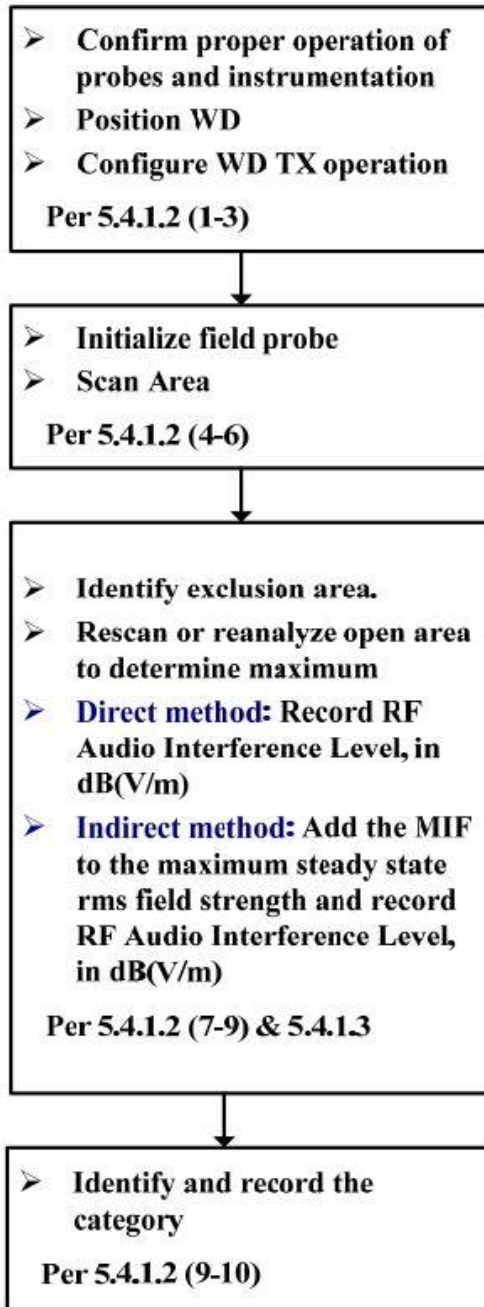 ➢ Confirm proper operation of
probes and instrumentation
➢ Position WD
➢ Configure WD TX operation
Per 5.4.1.2 (1-3)
➢ Initialize field probe
➢ Scan Area
Per 5.4.1.2 (4-6)
➢ Identify exclusion area.
➢ Rescan or reanalyze open area
to determine maximum
➢ Direct method: Record RF
Audio Interference Level, in
dB(V/m)
➢ Indirect method: Add the MIF
to the maximum steady state
rms field strength and record
RF Audio Interference Level,
in dB(V/m)
Per 5.4.1.2 (7-9) & 5.4.1.3
➢ Identify and record the
category
Per 5.4.1.2 (9-10)